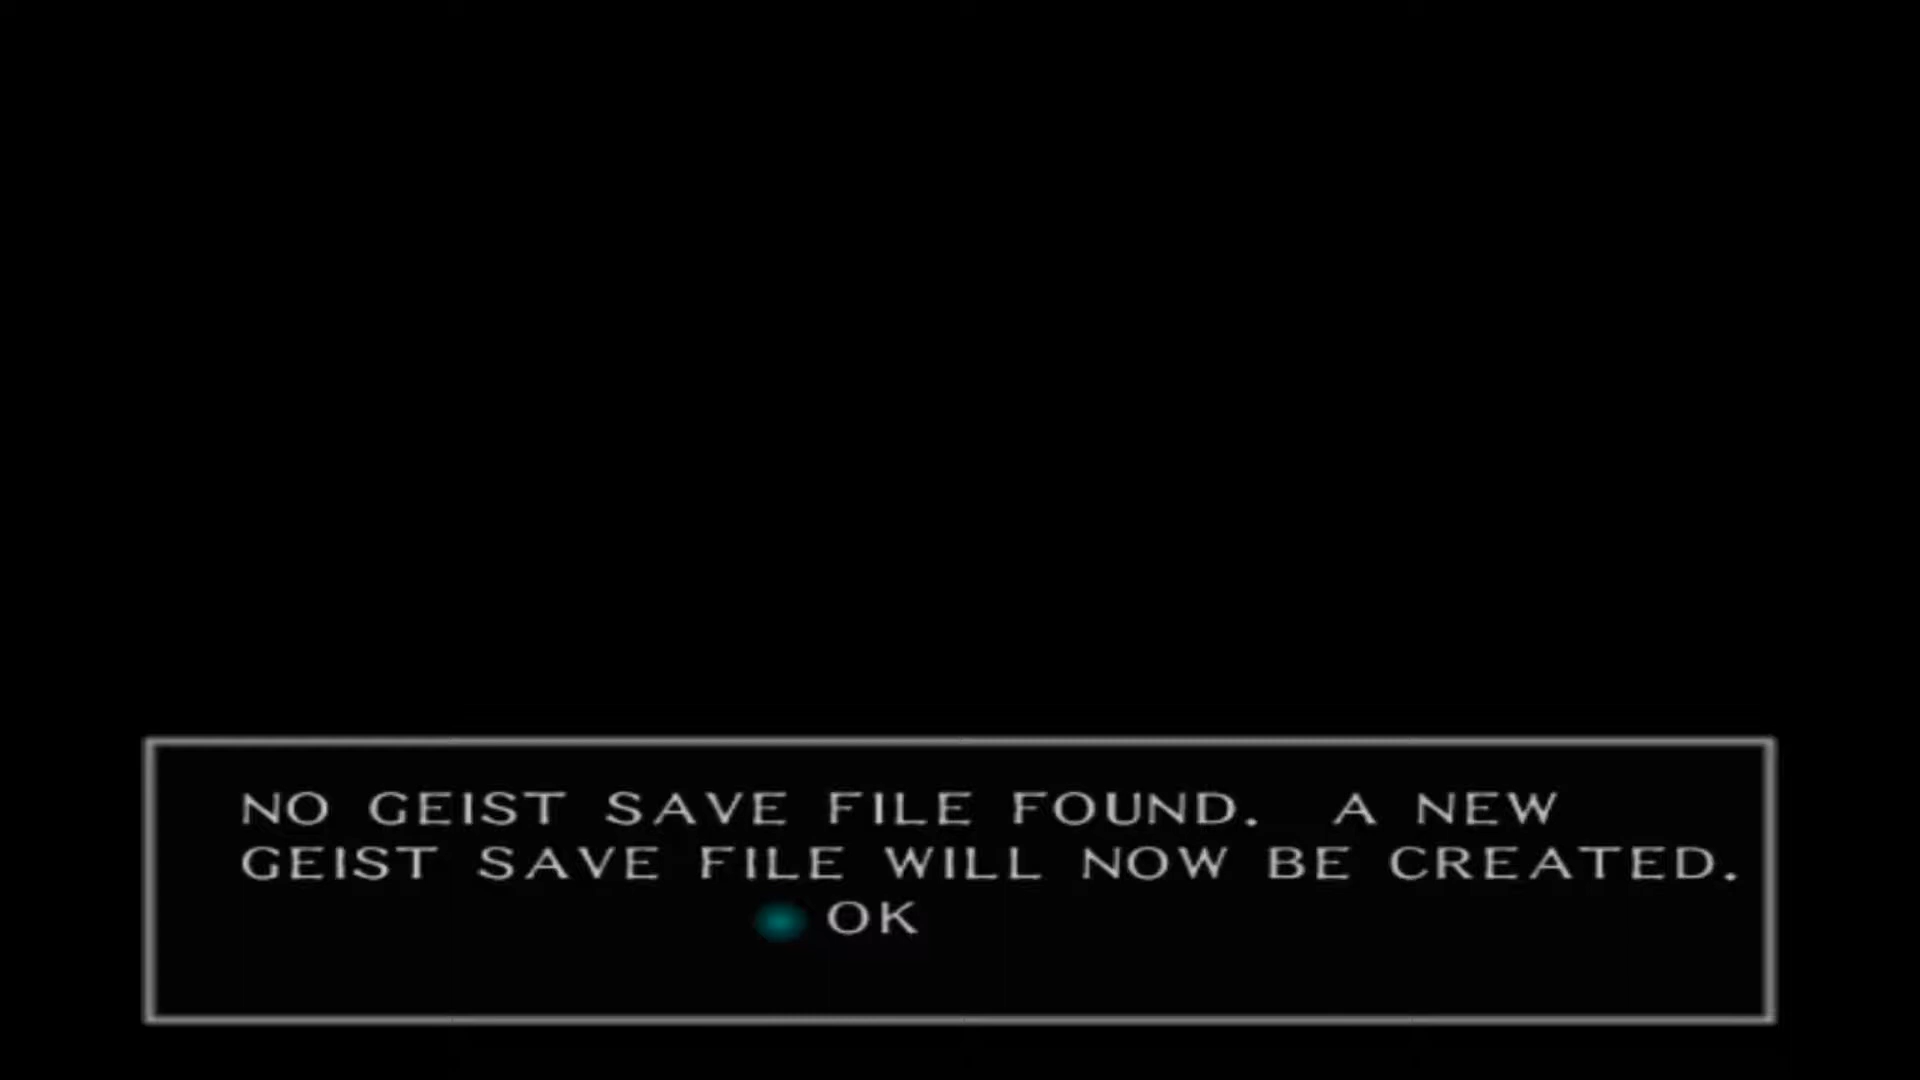 NO GEIST SAVE FILE FOUND. A NEW
GEIST SAVE FILE WILL NOW BE CREATED.
OK